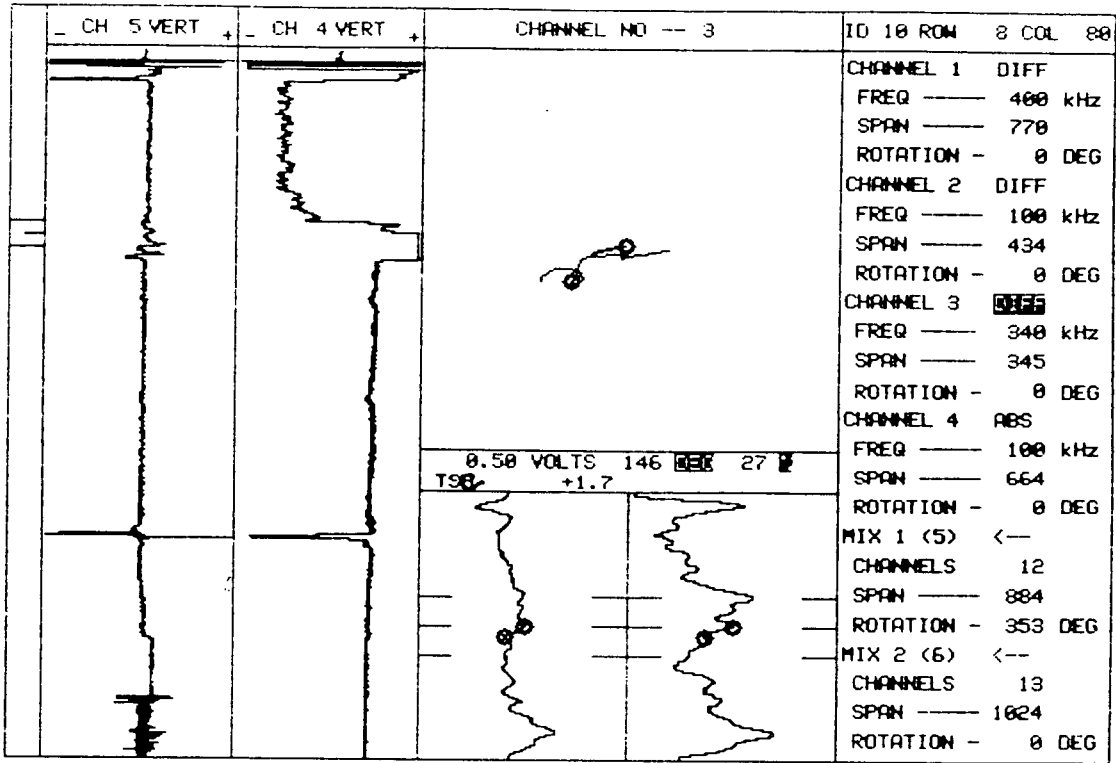 _ CH 5 VERT +
_ CH 4 VERT +
CHANNEL NO -- 3
ID 10 ROW 8 COL 80
CHANNEL 1 DIFF
FREQ ----- 400 kHz
SPAN ----- 770
ROTATION - 0 DEG
CHANNEL 2 DIFF
FREQ ----- 100 kHz
SPAN ----- 434
ROTATION - 0 DEG
CHANNEL 3 DIFF
FREQ ----- 340 kHz
SPAN ----- 345
ROTATION - 0 DEG
CHANNEL 4 ABS
FREQ ----- 100 kHz
SPAN ----- 664
ROTATION - 0 DEG
MIX 1 (5) <--
CHANNELS 12
SPAN ----- 884
ROTATION - 353 DEG
MIX 2 (6) <--
CHANNELS 13
SPAN ----- 1024
ROTATION - 0 DEG
0.50 VOLTS 146 DEG 27
+1.7